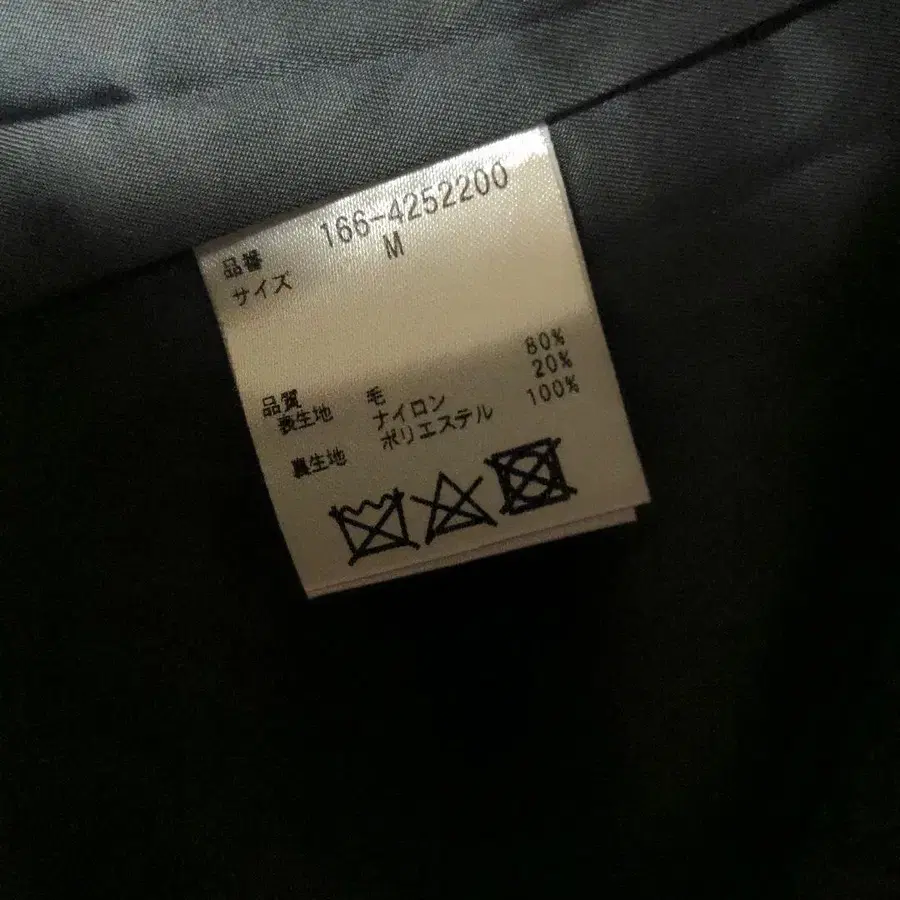 品番 166-4252200
サイズ M
品質
表生地 毛 80%
ナイロン 20%
裏生地 ポリエステル 100%